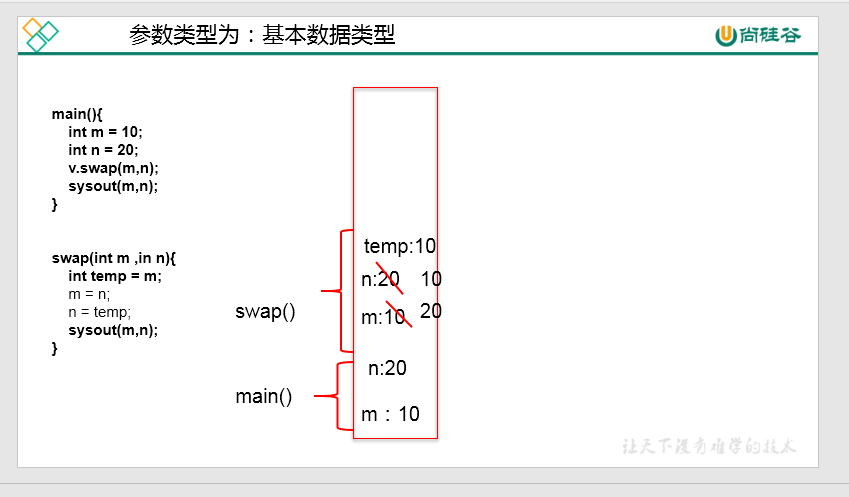 参数类型为：基本数据类型
尚硅谷
main(){
int m = 10;
int n = 20;
v.swap(m,n);
sysout(m,n);
}
swap(int m ,in n){
int temp = m;
m = n;
n = temp;
sysout(m,n);
}
temp:10
n:20 10
m:10 20
swap()
n:20
main()
m：10
让天下没有难学的技术